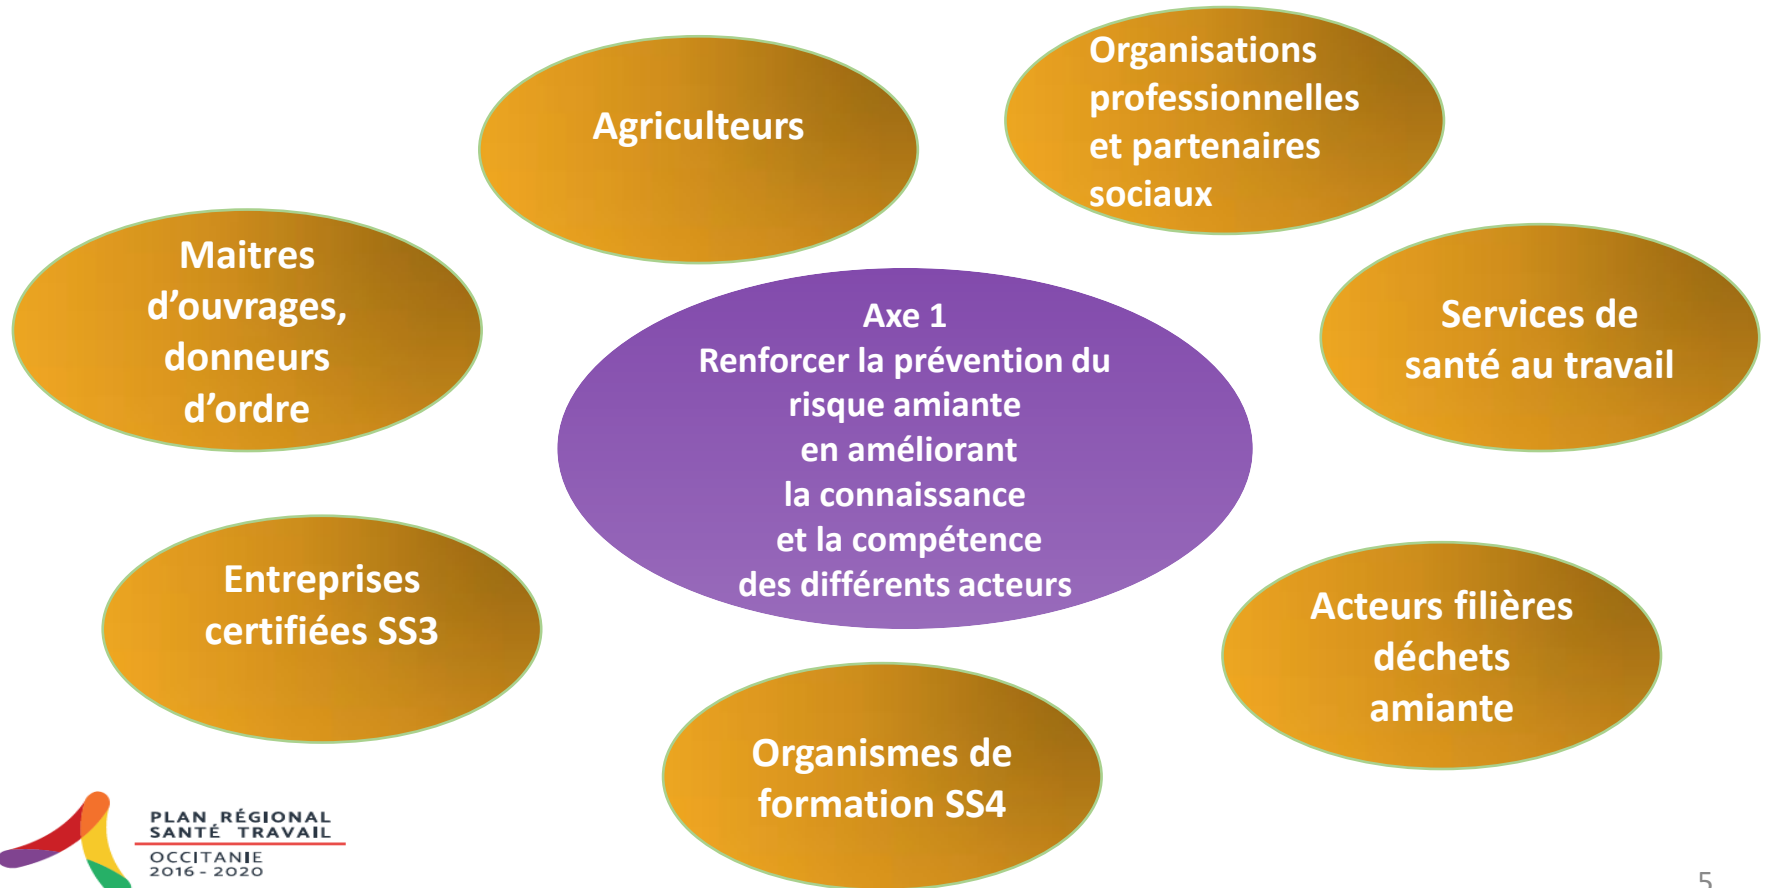 Organisations
professionnelles
et partenaires
sociaux
Agriculteurs
Maitres
d’ouvrages,
donneurs
d’ordre
Services de
santé au travail
Axe 1
Renforcer la prévention du
risque amiante
en améliorant
la connaissance
et la compétence
des différents acteurs
Entreprises
certifiées SS3
Acteurs filières
déchets
amiante
Organismes de
formation SS4
PLAN RÉGIONAL
SANTÉ TRAVAIL
OCCITANIE
2016 - 2020
5